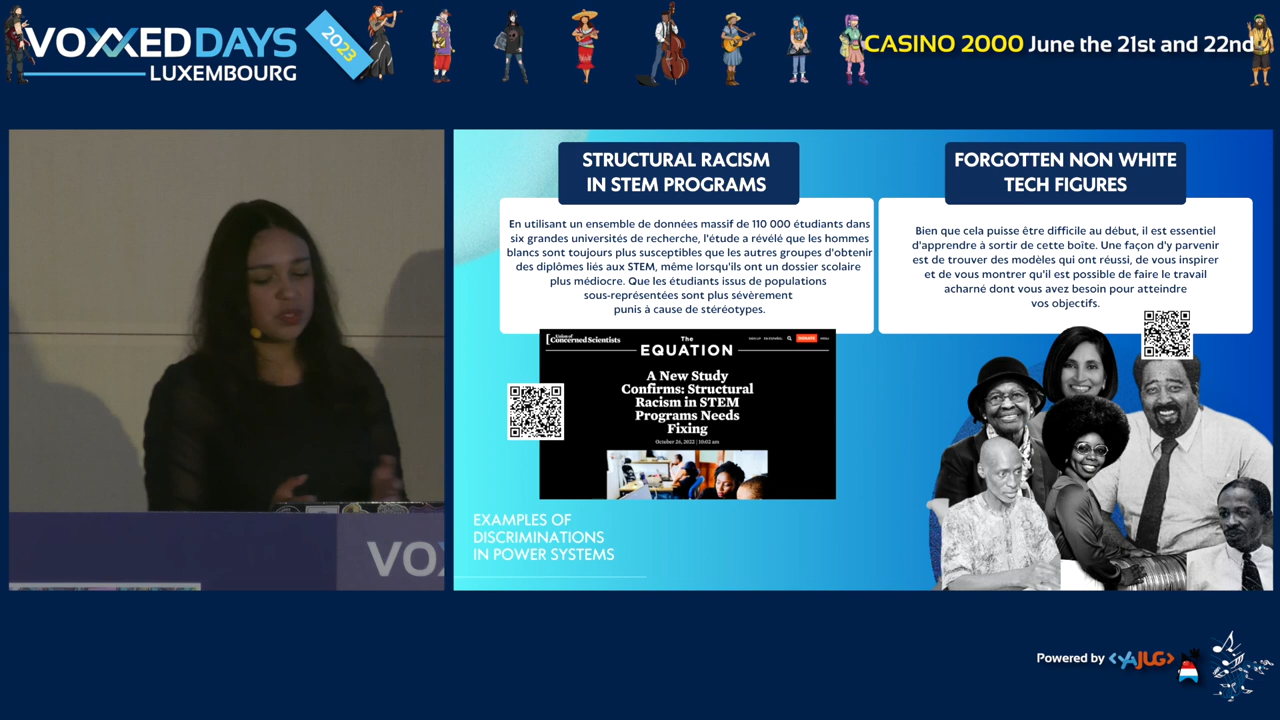 VOXXED DAYS
LUXEMBOURG
2023
CASINO 2000 June the 21st and 22nd
STRUCTURAL RACISM
IN STEM PROGRAMS
En utilisant un ensemble de données massif de 110 000 étudiants dans
six grandes universités de recherche, l'étude a révélé que les hommes
blancs sont toujours plus susceptibles que les autres groupes d'obtenir
des diplômes liés aux STEM, même lorsqu'ils ont un dossier scolaire
plus médiocre. Que les étudiants issus de populations
sous-représentées sont plus sévèrement
punis à cause de stéréotypes.
[Union of
Concerned Scientists
The
EQUATION
SIGN UP
EN ESPAÑOL
DONATE
MENU
A New Study
Confirms: Structural
Racism in STEM
Programs Needs
Fixing
October 26, 2022 | 10:02 am
EXAMPLES OF
DISCRIMINATIONS
IN POWER SYSTEMS
FORGOTTEN NON WHITE
TECH FIGURES
Bien que cela puisse être difficile au début, il est essentiel
d'apprendre à sortir de cette boîte. Une façon d'y parvenir
est de trouver des modèles qui ont réussi, de vous inspirer
et de vous montrer qu'il est possible de faire le travail
acharné dont vous avez besoin pour atteindre
vos objectifs.
VOX
Powered by <YAJUG>